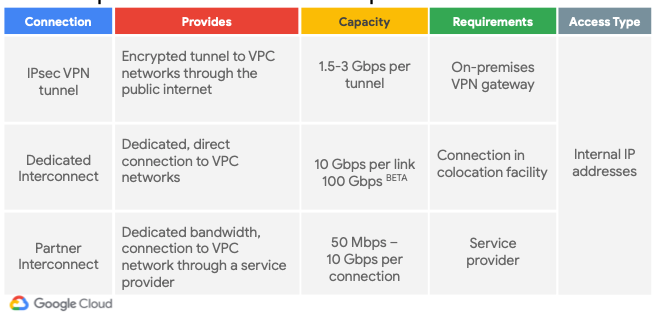 Connection
Provides
Capacity
Requirements
Access Type
IPsec VPN
tunnel
Encrypted tunnel to VPC
networks through the
public internet
1.5-3 Gbps per
tunnel
On-premises
VPN gateway
Dedicated
Interconnect
Dedicated, direct
connection to VPC
networks
10 Gbps per link
100 Gbps BETA
Connection in
colocation facility
Internal IP
addresses
Partner
Interconnect
Dedicated bandwidth,
connection to VPC
network through a service
provider
50 Mbps –
10 Gbps per
connection
Service
provider
Google Cloud